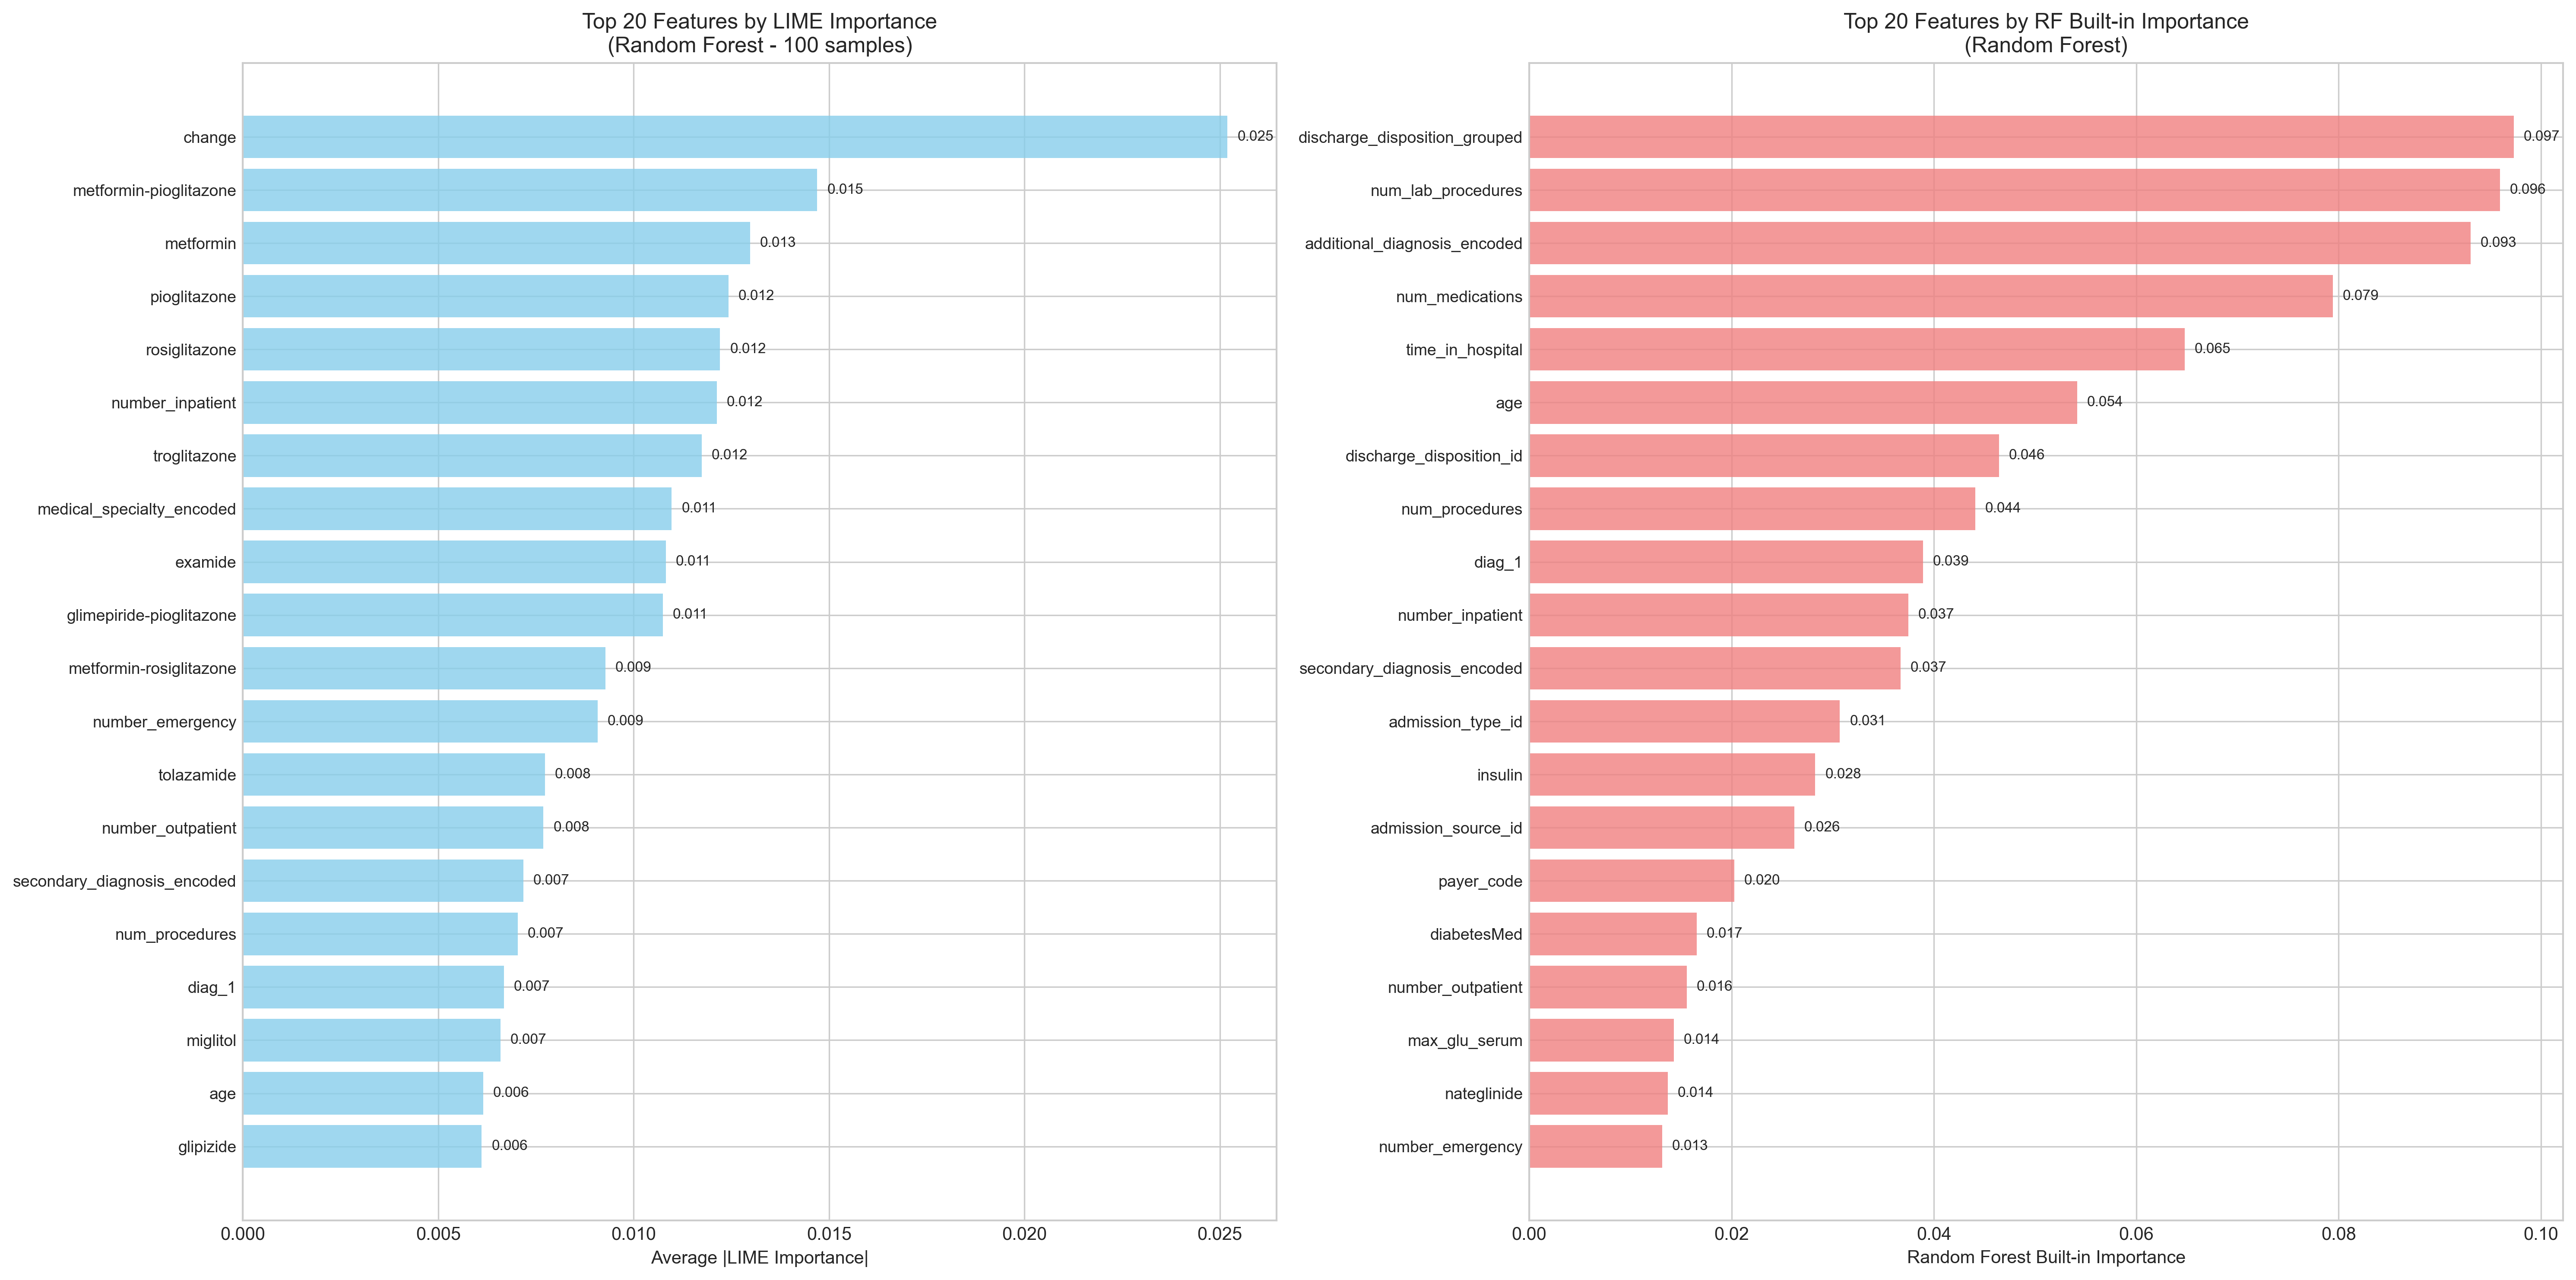 Top 20 Features by LIME Importance
(Random Forest - 100 samples)
change 0.025
metformin-pioglitazone 0.015
metformin 0.013
pioglitazone 0.012
rosiglitazone 0.012
number_inpatient 0.012
troglitazone 0.012
medical_specialty_encoded 0.011
examide 0.011
glimepiride-pioglitazone 0.011
metformin-rosiglitazone 0.009
number_emergency 0.009
tolazamide 0.008
number_outpatient 0.008
secondary_diagnosis_encoded 0.007
num_procedures 0.007
diag_1 0.007
miglitol 0.007
age 0.006
glipizide 0.006
0.000 0.005 0.010 0.015 0.020 0.025
Average |LIME Importance|
Top 20 Features by RF Built-in Importance
(Random Forest)
discharge_disposition_grouped 0.097
num_lab_procedures 0.096
additional_diagnosis_encoded 0.093
num_medications 0.079
time_in_hospital 0.065
age 0.054
discharge_disposition_id 0.046
num_procedures 0.044
diag_1 0.039
number_inpatient 0.037
secondary_diagnosis_encoded 0.037
admission_type_id 0.031
insulin 0.028
admission_source_id 0.026
payer_code 0.020
diabetesMed 0.017
number_outpatient 0.016
max_glu_serum 0.014
nateglinide 0.014
number_emergency 0.013
0.00 0.02 0.04 0.06 0.08 0.10
Random Forest Built-in Importance